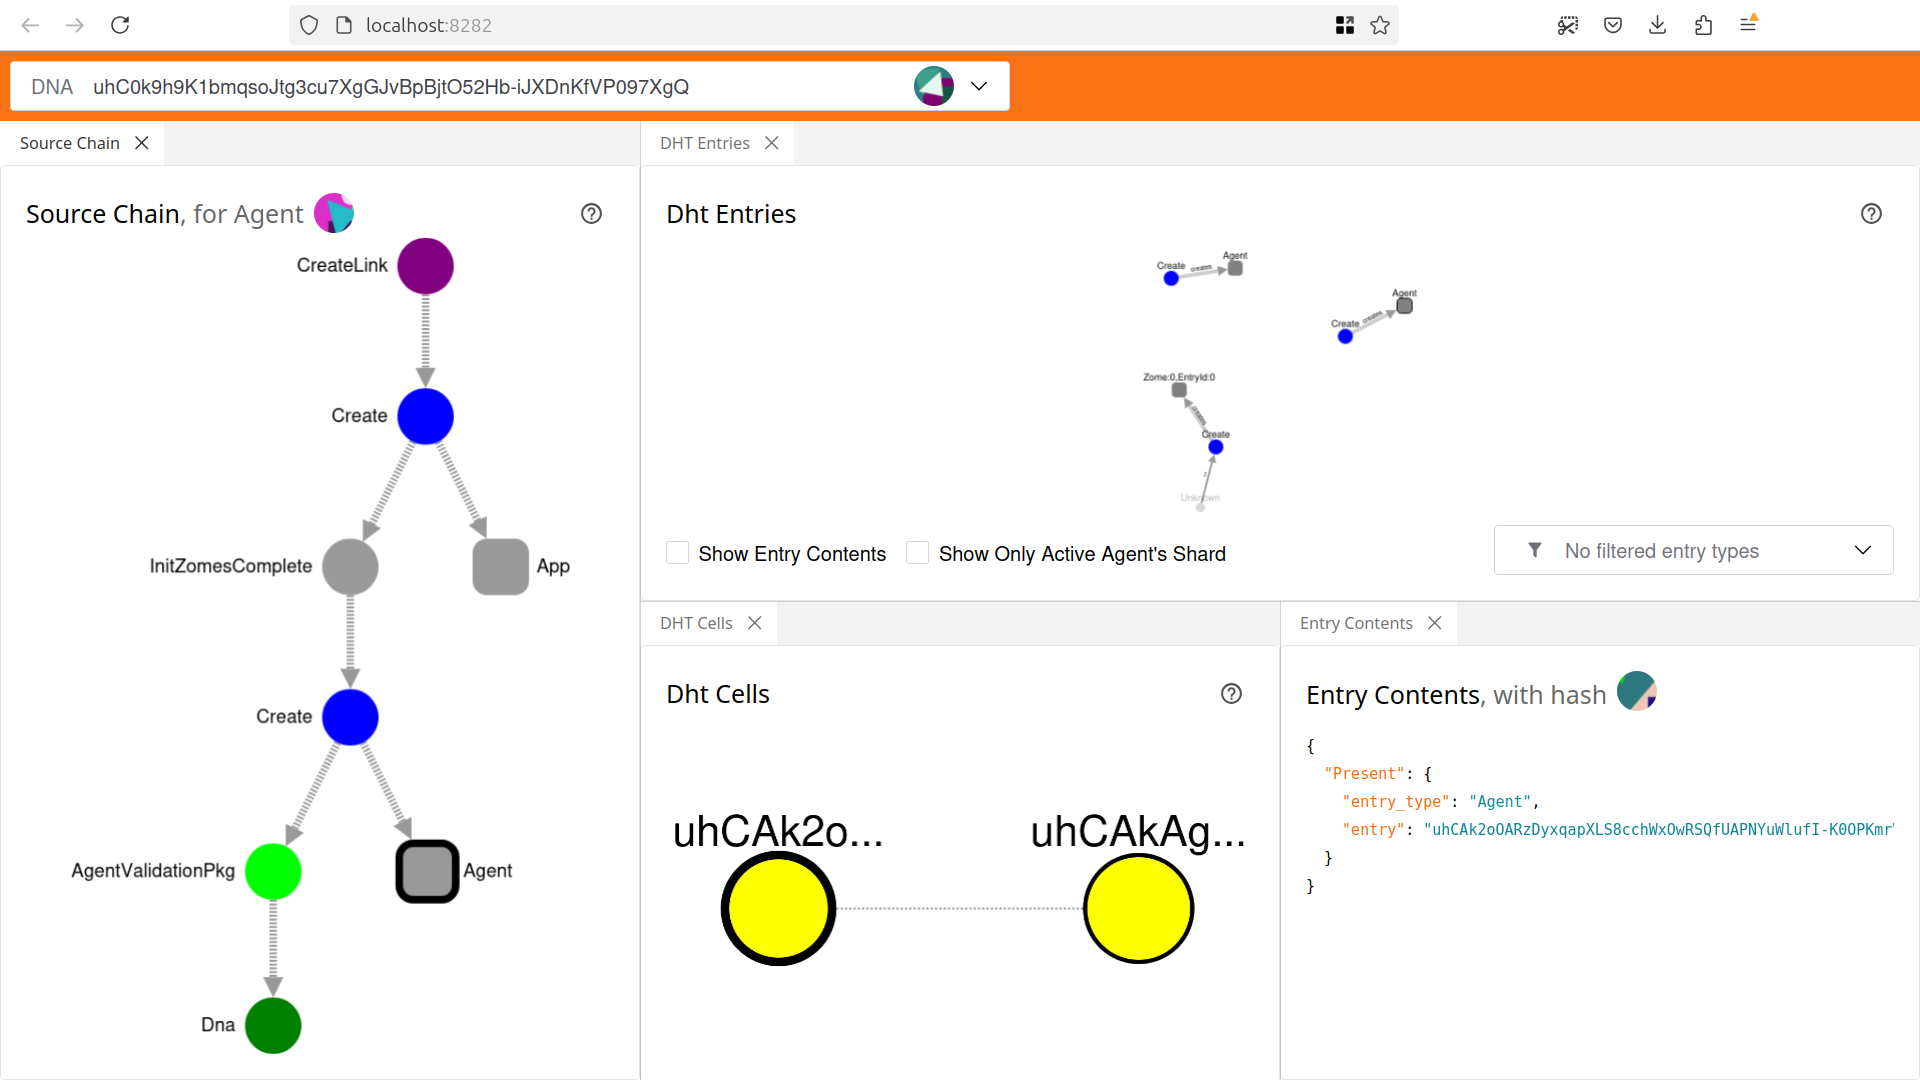 localhost:8282
DNA uhC0k9h9K1bmqsoJtg3cu7XgGJvBpBjtO52Hb-iJXDnKfVP097XgQ
Source Chain
Source Chain, for Agent
CreateLink
Create
InitZomesComplete
App
Create
AgentValidationPkg
Agent
Dna
DHT Entries
Dht Entries
Agent
Create
creates
Agent
Create
creates
Zome:0,EntryId:0
creates
Create
Unknown
Show Entry Contents
Show Only Active Agent's Shard
No filtered entry types
DHT Cells
Dht Cells
uhCAk2o...
uhCAkAg...
Entry Contents
Entry Contents, with hash
{
"Present": {
"entry_type": "Agent",
"entry": "uhCAk2oOARzDyxqapXLS8cchWxOwRSQfUAPNYuWlufI-K0OPKmr
}
}